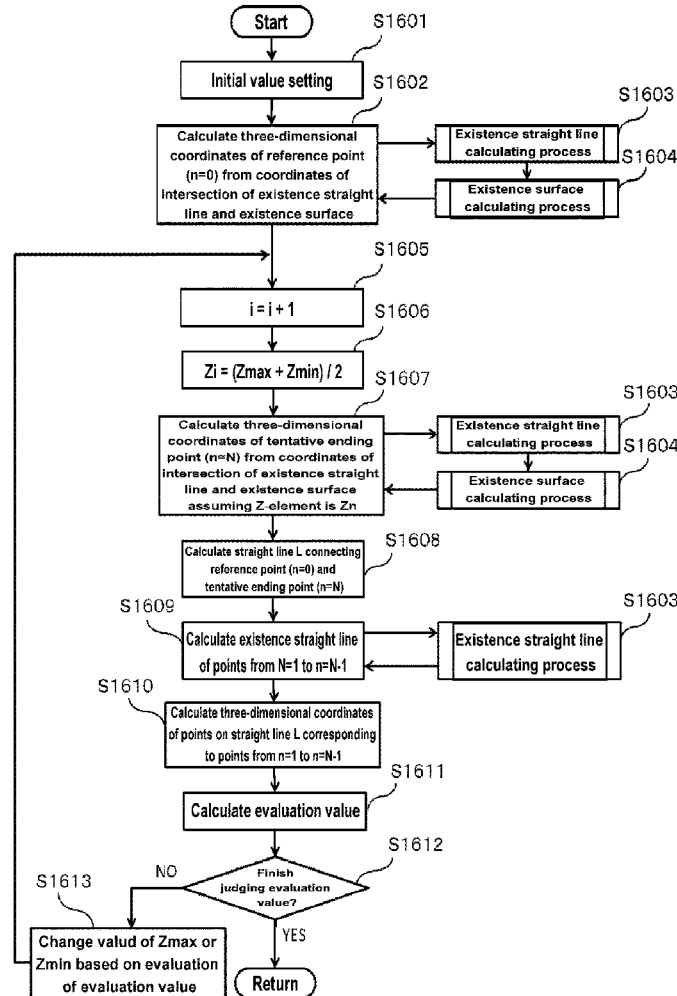 Start
S1601
Initial value setting
S1602
Calculate three-dimensional
coordinates of reference point
(n=0) from coordinates of
intersection of existence straight
line and existence surface
S1603
Existence straight line
calculating process
S1604
Existence surface
calculating process
S1605
i = i + 1
S1606
Zi = (Zmax + Zmin) / 2
S1607
Calculate three-dimensional
coordinates of tentative ending
point (n=N) from coordinates of
intersection of existence straight
line and existence surface
assuming Z-element is Zn
S1603
Existence straight line
calculating process
S1604
Existence surface
calculating process
S1608
Calculate straight line L connecting
reference point (n=0) and
tentative ending point (n=N)
S1609
Calculate existence straight line
of points from N=1 to n=N-1
S1603
Existence straight line
calculating process
S1610
Calculate three-dimensional coordinates
of points on straight line L corresponding
to points from n=1 to n=N-1
S1611
Calculate evaluation value
S1612
Finish
judging evaluation
value?
NO
YES
S1613
Change valud of Zmax or
Zmin based on evaluation
of evaluation value
Return